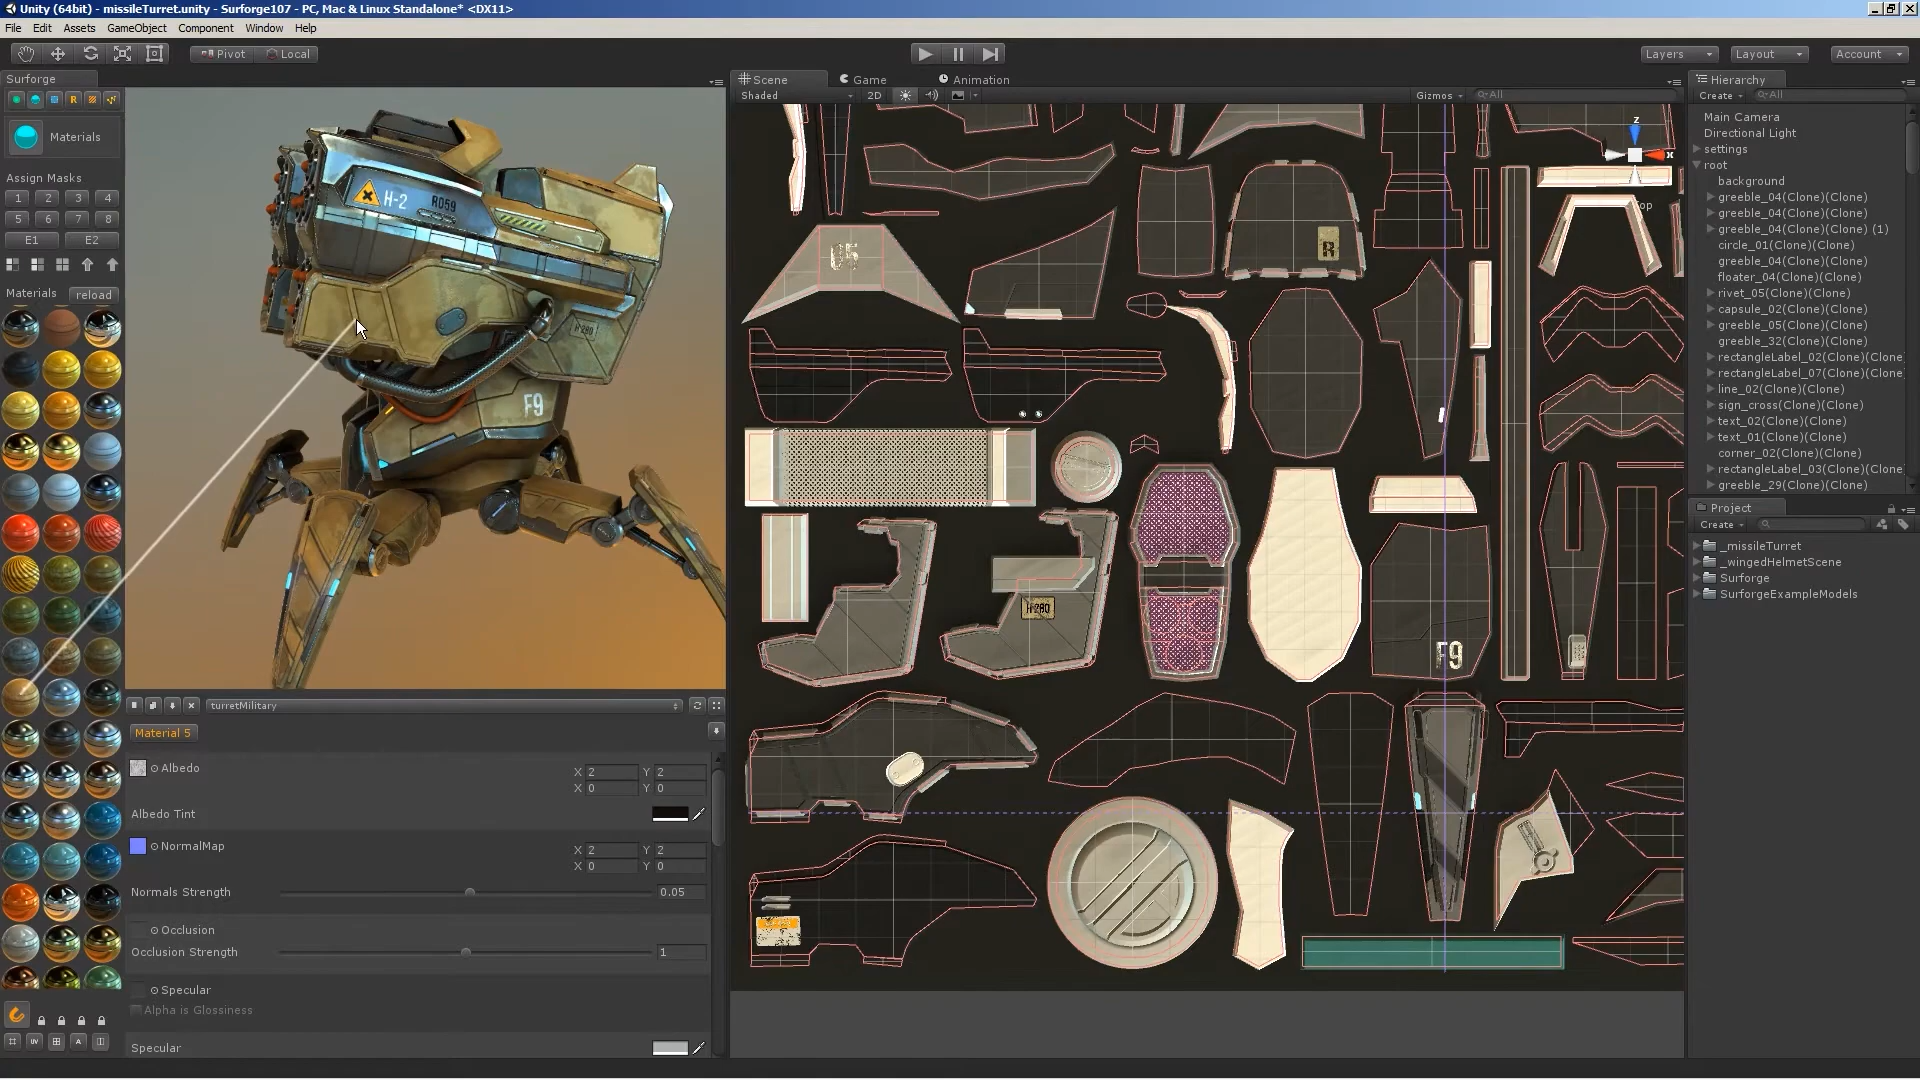 Unity (64bit) - missileTurret.unity - Surforge107 - PC, Mac & Linux Standalone* <DX11>
File Edit Assets GameObject Component Window Help
Pivot Local
Layers Layout Account
Surforge
Materials
Assign Masks
1 2 3 4
5 6 7 8
E1 E2
Materials reload
H-2 R059
H 280
F9
turretMilitary
Material 5
Albedo
X 2 Y 2
X 0 Y 0
Albedo Tint
NormalMap
X 2 Y 2
X 0 Y 0
Normals Strength 0.05
Occlusion
Occlusion Strength 1
Specular
Alpha is Glossiness
Specular
UV
A
R
Scene Game Animation
Shaded 2D Gizmos All
z
x
05
R
H 280
F9
Hierarchy
Create All
Main Camera
Directional Light
settings
root
background
greeble_04(Clone)(Clone)
greeble_04(Clone)(Clone)
greeble_04(Clone)(Clone) (1)
circle_01(Clone)(Clone)
greeble_04(Clone)(Clone)
floater_04(Clone)(Clone)
rivet_05(Clone)(Clone)
capsule_02(Clone)(Clone)
greeble_05(Clone)(Clone)
greeble_32(Clone)(Clone)
rectangleLabel_02(Clone)(Clone
rectangleLabel_07(Clone)(Clone
line_02(Clone)(Clone)
sign_cross(Clone)(Clone)
text_02(Clone)(Clone)
text_01(Clone)(Clone)
corner_02(Clone)(Clone)
rectangleLabel_03(Clone)(Clone
greeble_29(Clone)(Clone)
Project
Create
_missileTurret
_wingedHelmetScene
Surforge
SurforgeExampleModels